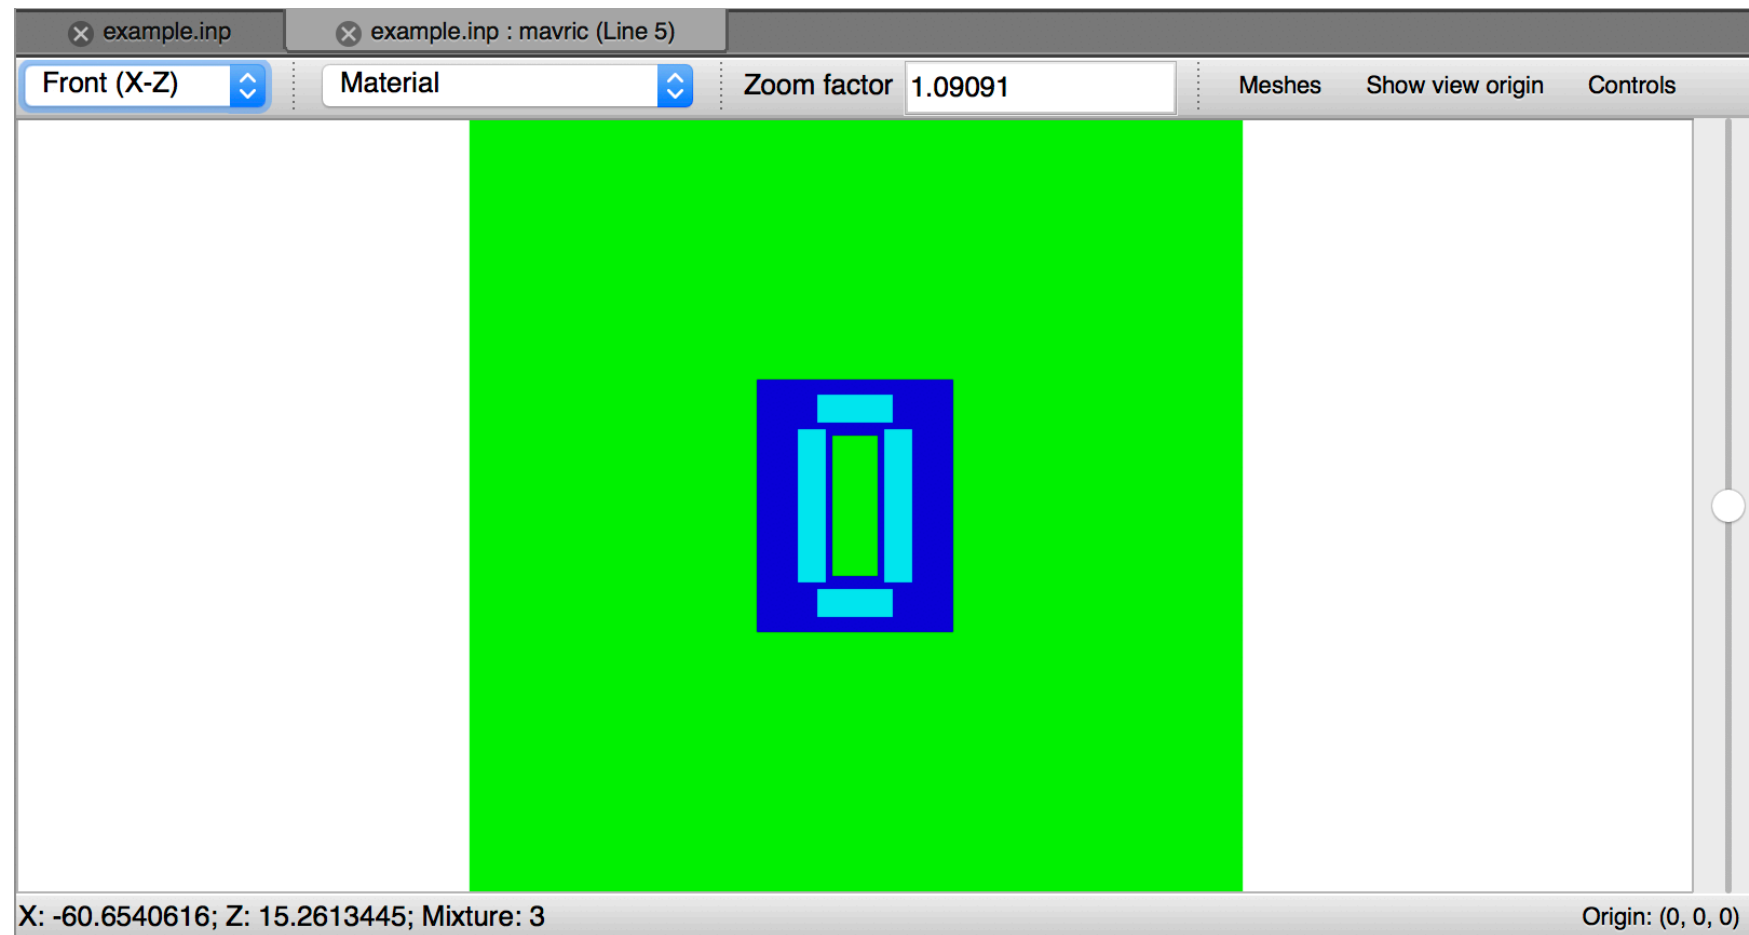 example.inp example.inp : mavric (Line 5)
Front (X-Z) Material Zoom factor 1.09091 Meshes Show view origin Controls
X: -60.6540616; Z: 15.2613445; Mixture: 3 Origin: (0, 0, 0)